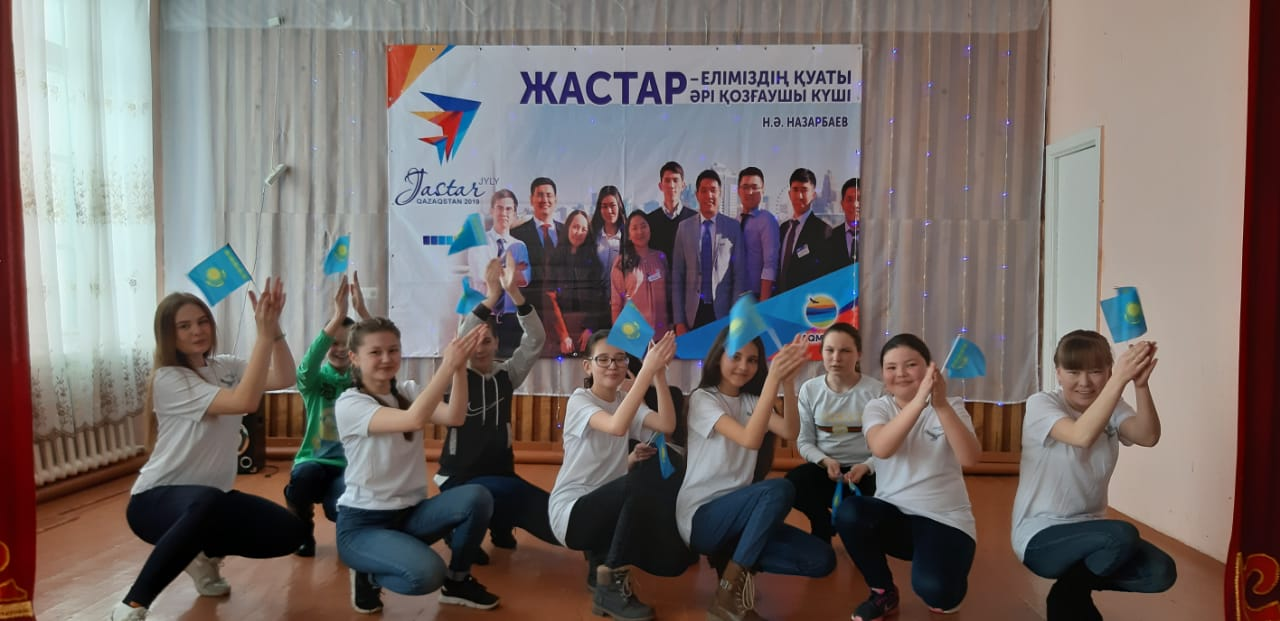 ЖАСТАР – ЕЛІМІЗДІҢ ҚУАТЫ
ӘРІ ҚОЗҒАУШЫ КҮШІ
Н.Ә. НАЗАРБАЕВ
Jastar JYLY
QAZAQSTAN 2019